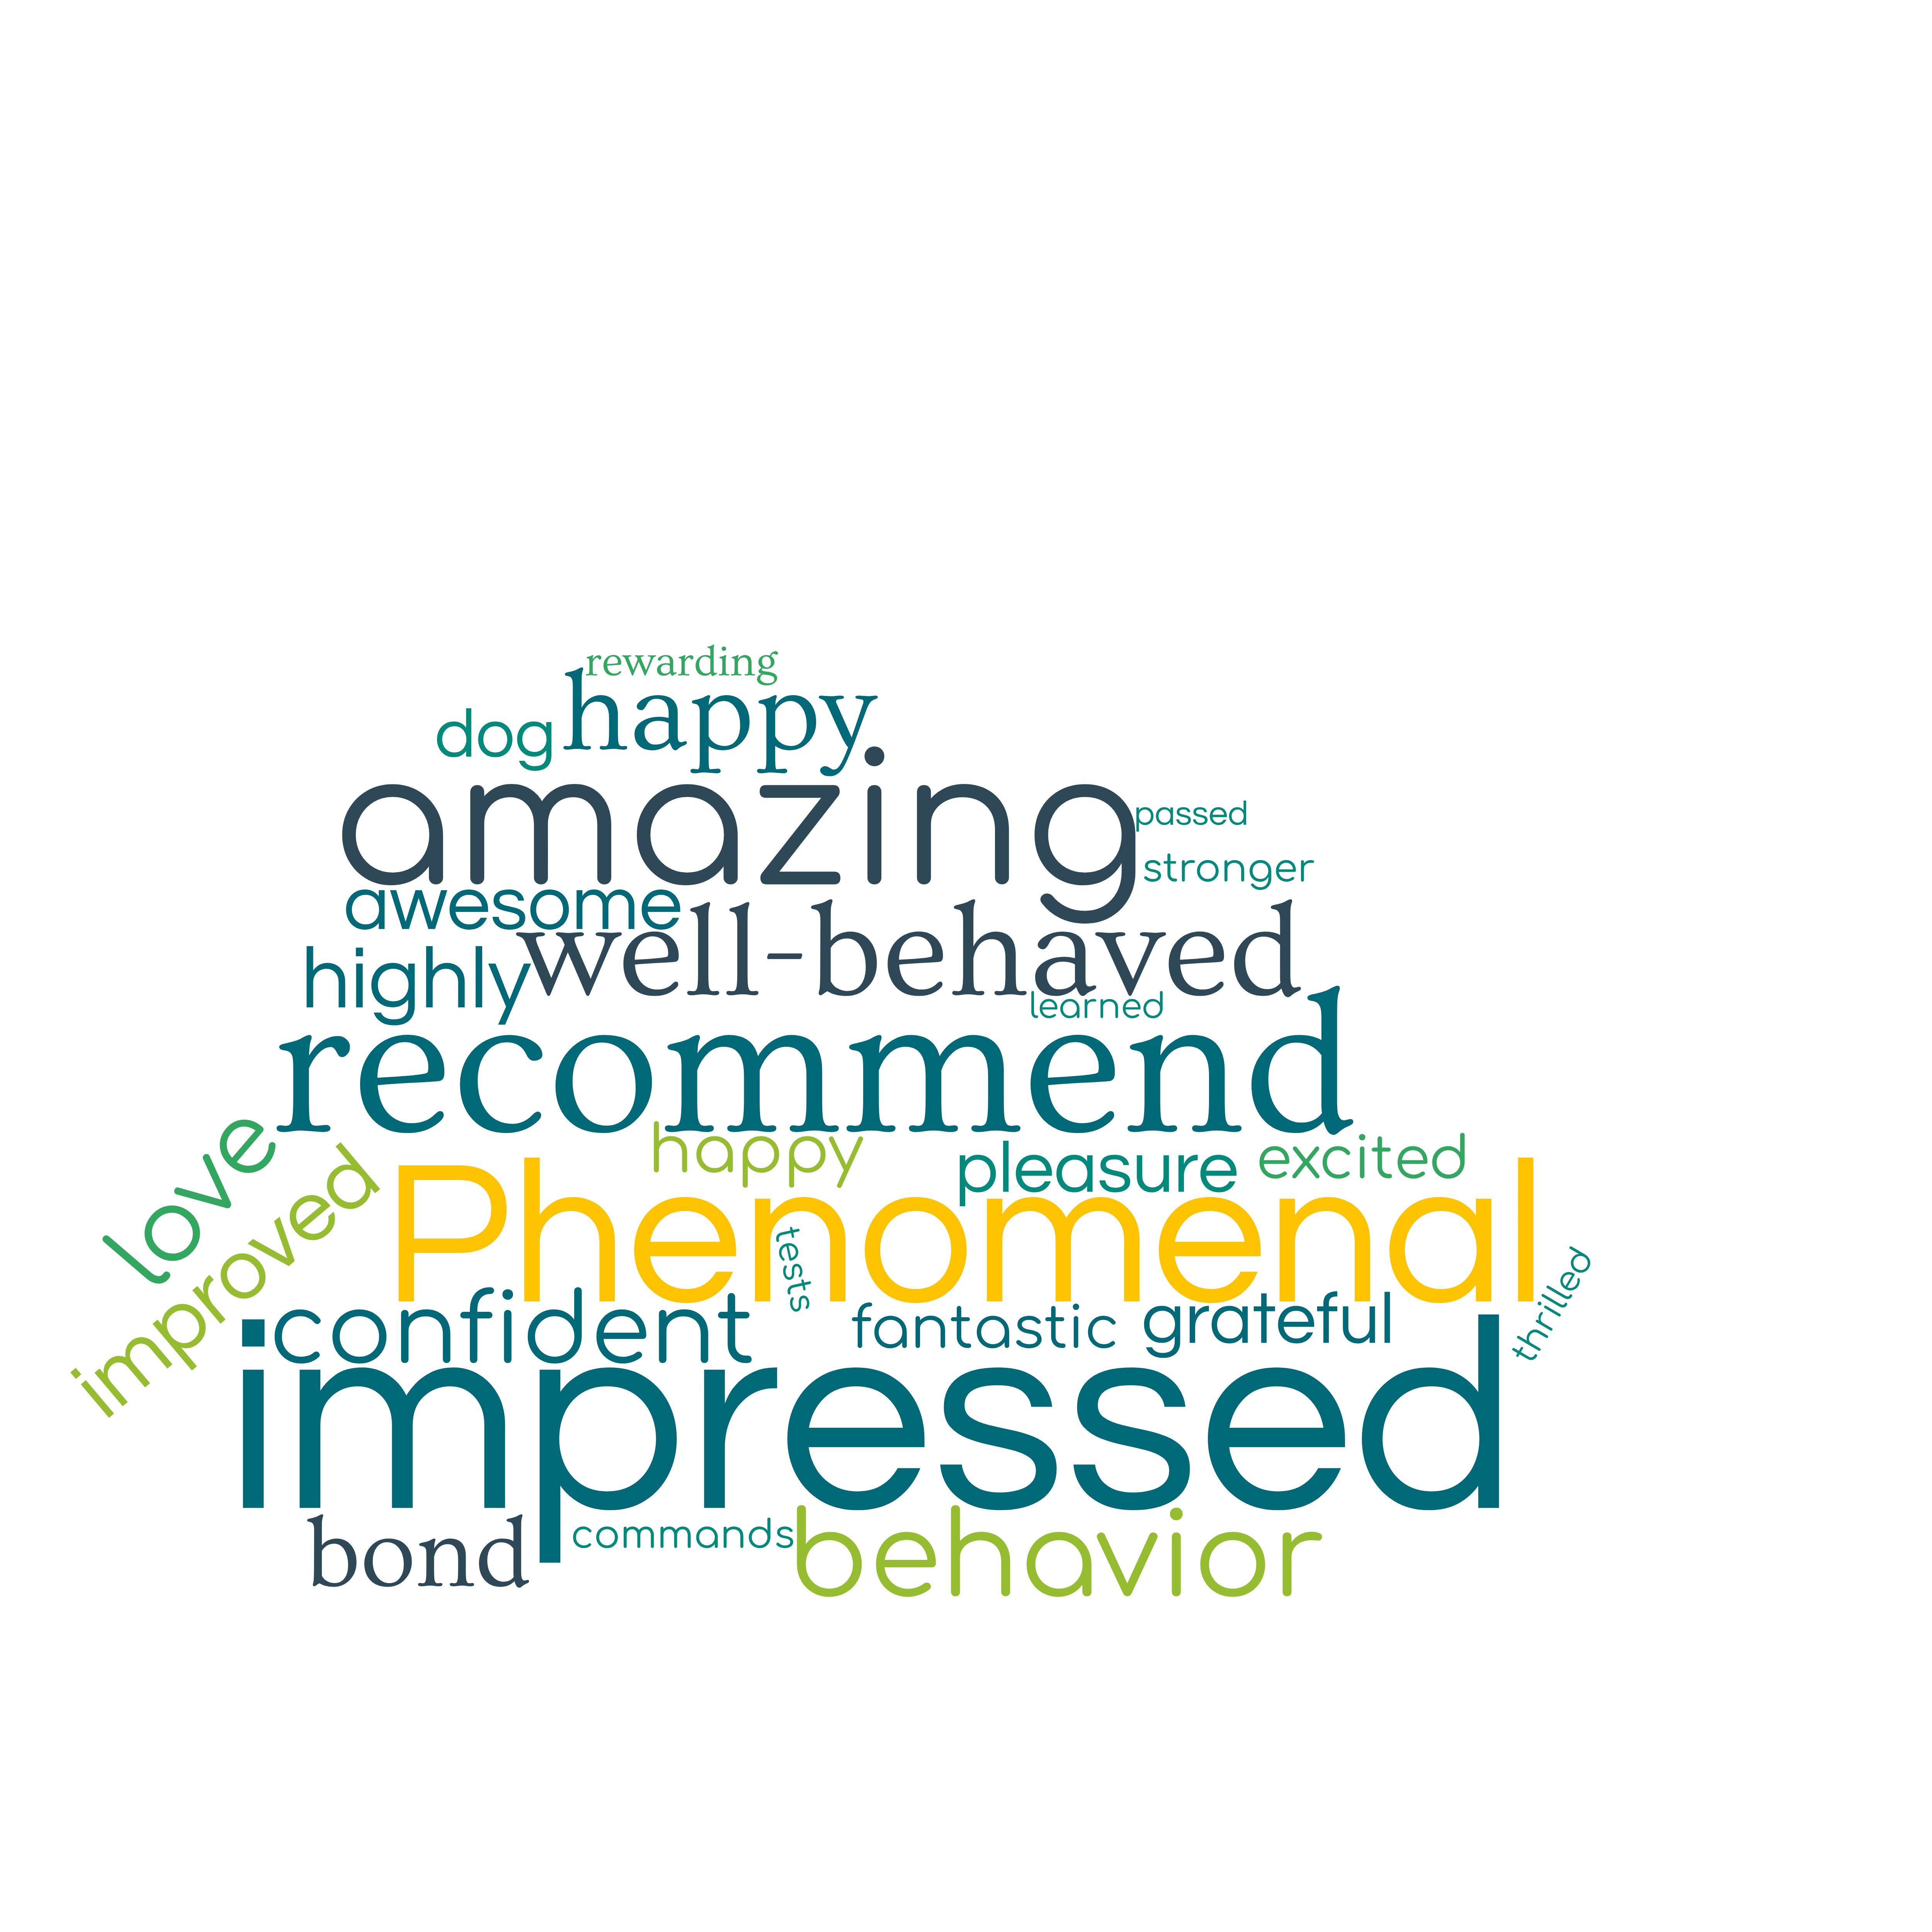 rewarding
happy
dog
amazing
passed
stronger
awesome
well-behaved
highly
learned
recommend
love
happy
pleasure
excited
improved
Phenomenal
tests
thrilled
confident
fantastic
grateful
impressed
bond
commands
behavior